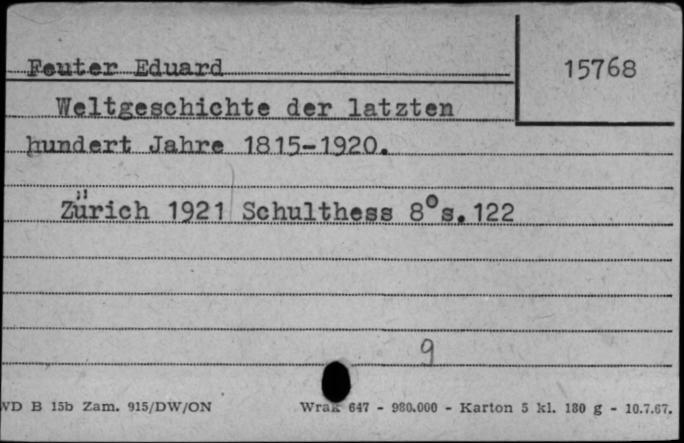 Feuter Eduard
15768
Weltgeschichte der latzten
hundert Jahre 1815-1920.
Zürich 1921 Schulthess 8° s. 122
9
WD B 15b Zam. 915/DW/ON Wrak 647 - 980.000 - Karton 5 kl. 180 g - 10.7.67.